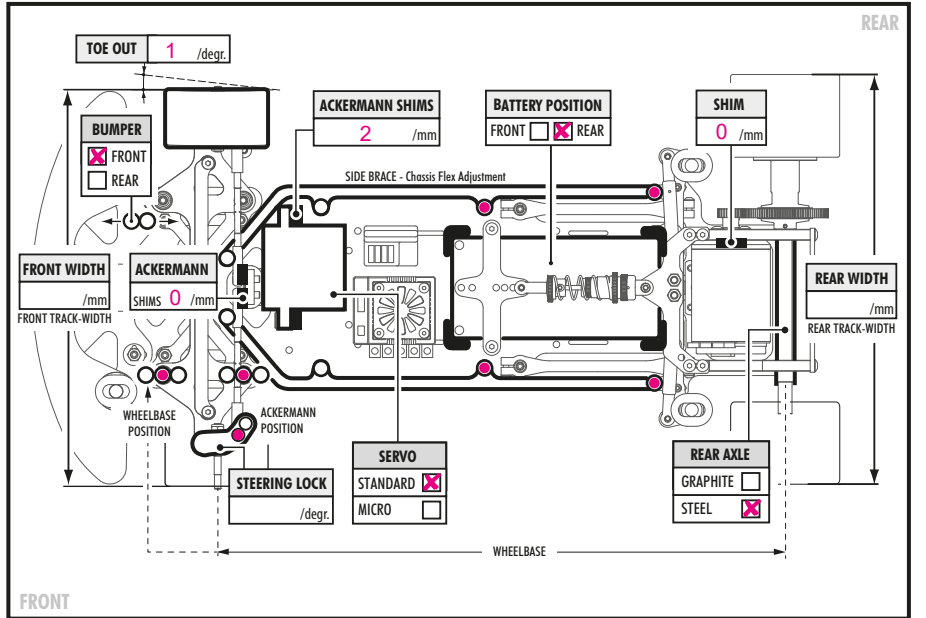 REAR
TOE OUT 1 /degr.
ACKERMANN SHIMS
2 /mm
BATTERY POSITION
FRONT REAR
SHIM
0 /mm
BUMPER
FRONT
REAR
SIDE BRACE - Chassis Flex Adjustment
FRONT WIDTH
/mm
FRONT TRACK-WIDTH
ACKERMANN
SHIMS 0 /mm
REAR WIDTH
/mm
REAR TRACK-WIDTH
WHEELBASE
POSITION
ACKERMANN
POSITION
STEERING LOCK
/degr.
SERVO
STANDARD
MICRO
REAR AXLE
GRAPHITE
STEEL
WHEELBASE
FRONT